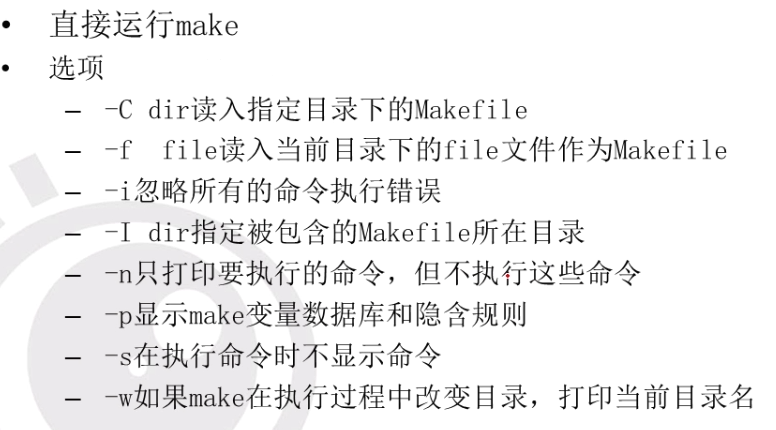 • 直接运行make
• 选项
– -C dir读入指定目录下的Makefile
– -f file读入当前目录下的file文件作为Makefile
– -i忽略所有的命令执行错误
– -I dir指定被包含的Makefile所在目录
– -n只打印要执行的命令，但不执行这些命令
– -p显示make变量数据库和隐含规则
– -s在执行命令时不显示命令
– -w如果make在执行过程中改变目录，打印当前目录名